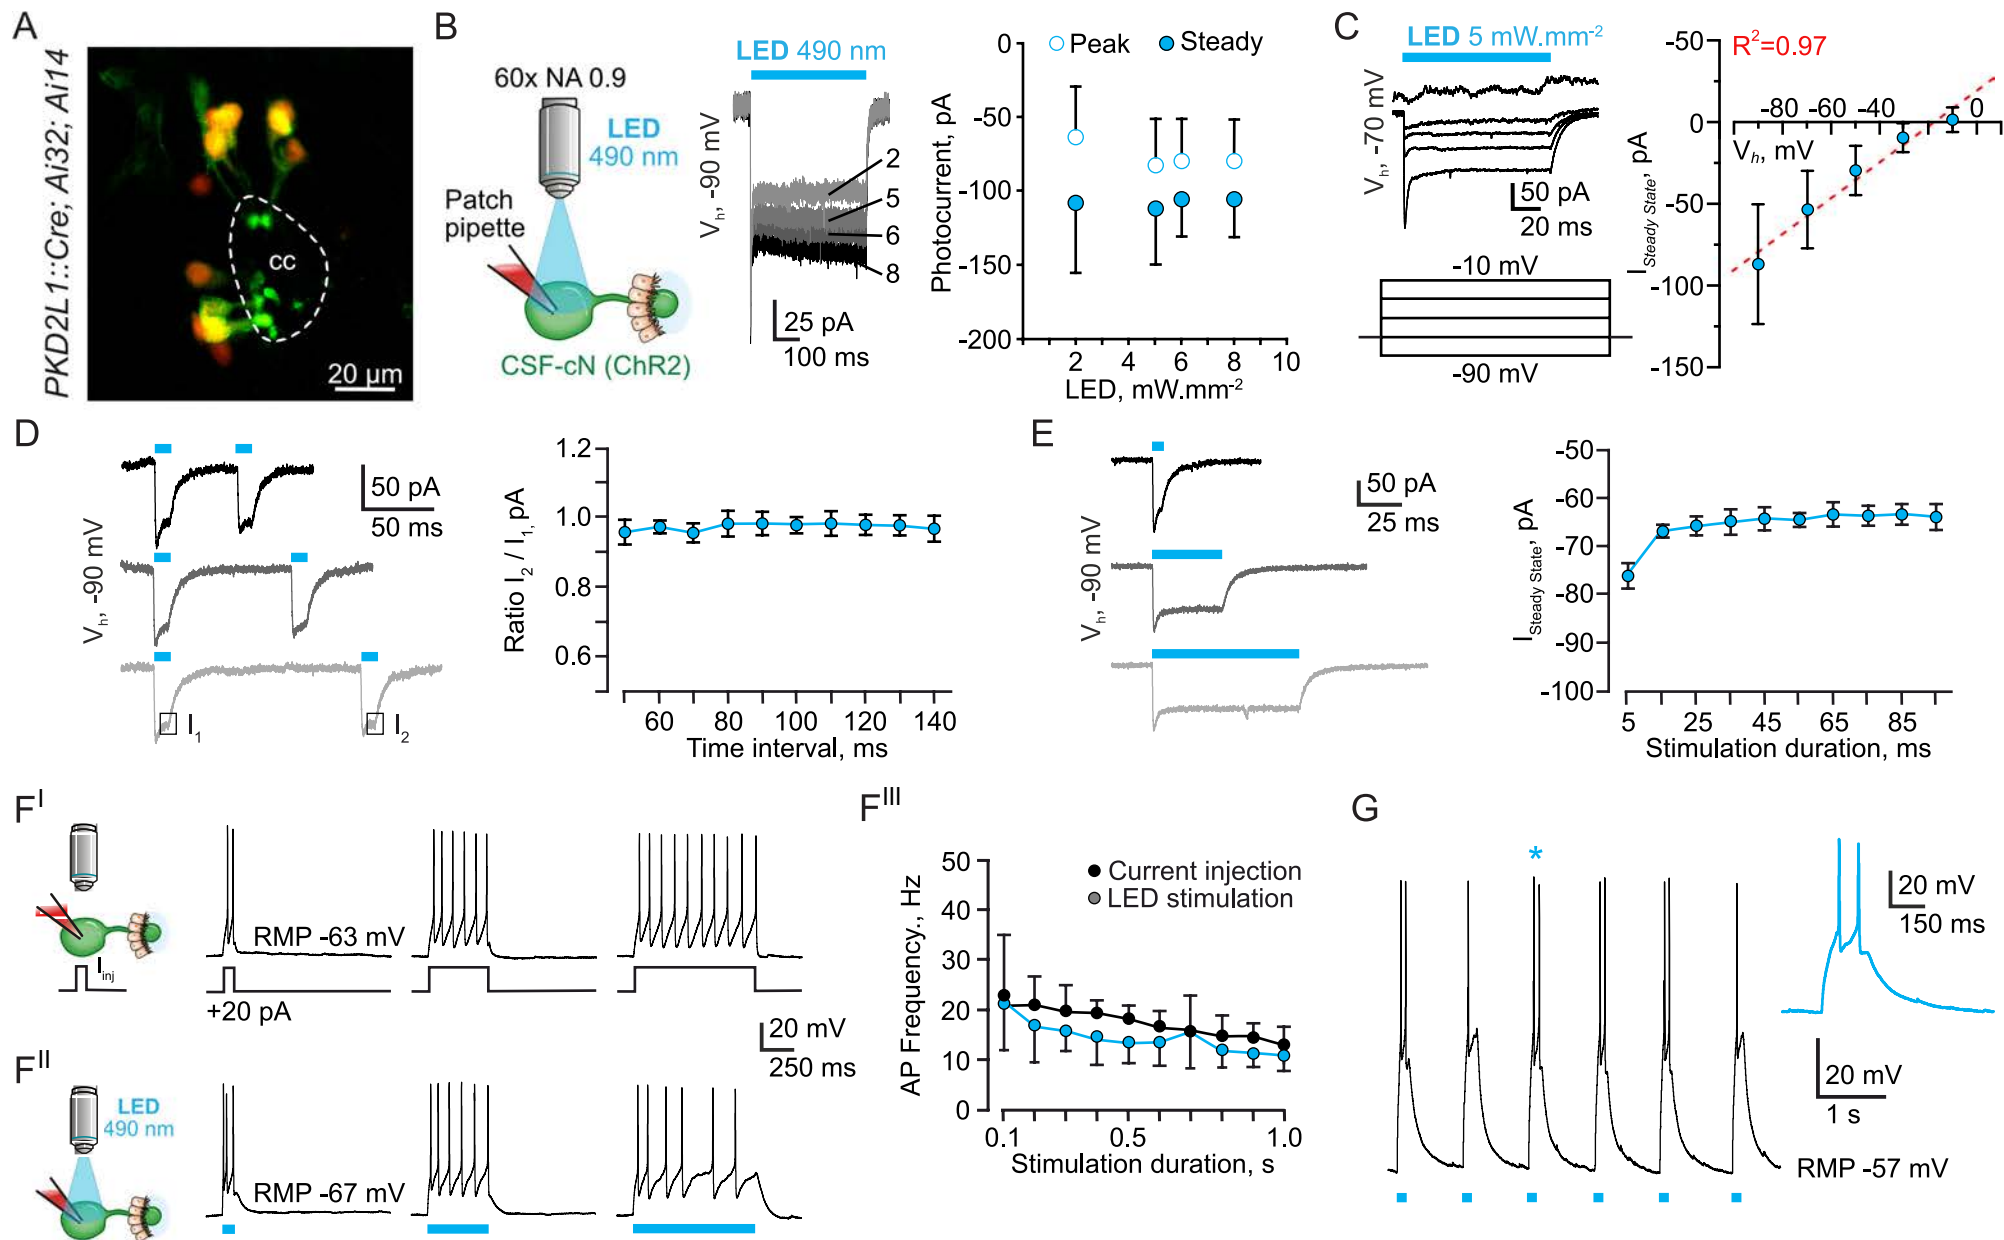 A
PKD2L1::Cre; Ai32; Ai14
cc
20 µm
B
60x NA 0.9
LED
490 nm
Patch
pipette
CSF-cN (ChR2)
LED 490 nm
Vh, -90 mV
2
5
6
8
25 pA
100 ms
Peak
Steady
Photocurrent, pA
0
-50
-100
-150
-200
2 4 6 8 10
LED, mW.mm-2
C
LED 5 mW.mm-2
Vh, -70 mV
50 pA
20 ms
-10 mV
-90 mV
R2=0.97
ISteady State, pA
-50
0
-50
-100
-150
-80 -60 -40 0
Vh, mV
D
Vh, -90 mV
50 pA
50 ms
I1
I2
Ratio I2 / I1, pA
1.2
1.0
0.8
0.6
60 80 100 120 140
Time interval, ms
E
Vh, -90 mV
50 pA
25 ms
ISteady State, pA
-50
-60
-70
-80
-90
-100
5 25 45 65 85
Stimulation duration, ms
FI
Iinj
RMP -63 mV
+20 pA
20 mV
250 ms
FII
LED
490 nm
RMP -67 mV
FIII
Current injection
LED stimulation
AP Frequency., Hz
50
40
30
20
10
0
0.1 0.5 1.0
Stimulation duration, s
G
*
20 mV
150 ms
20 mV
1 s
RMP -57 mV